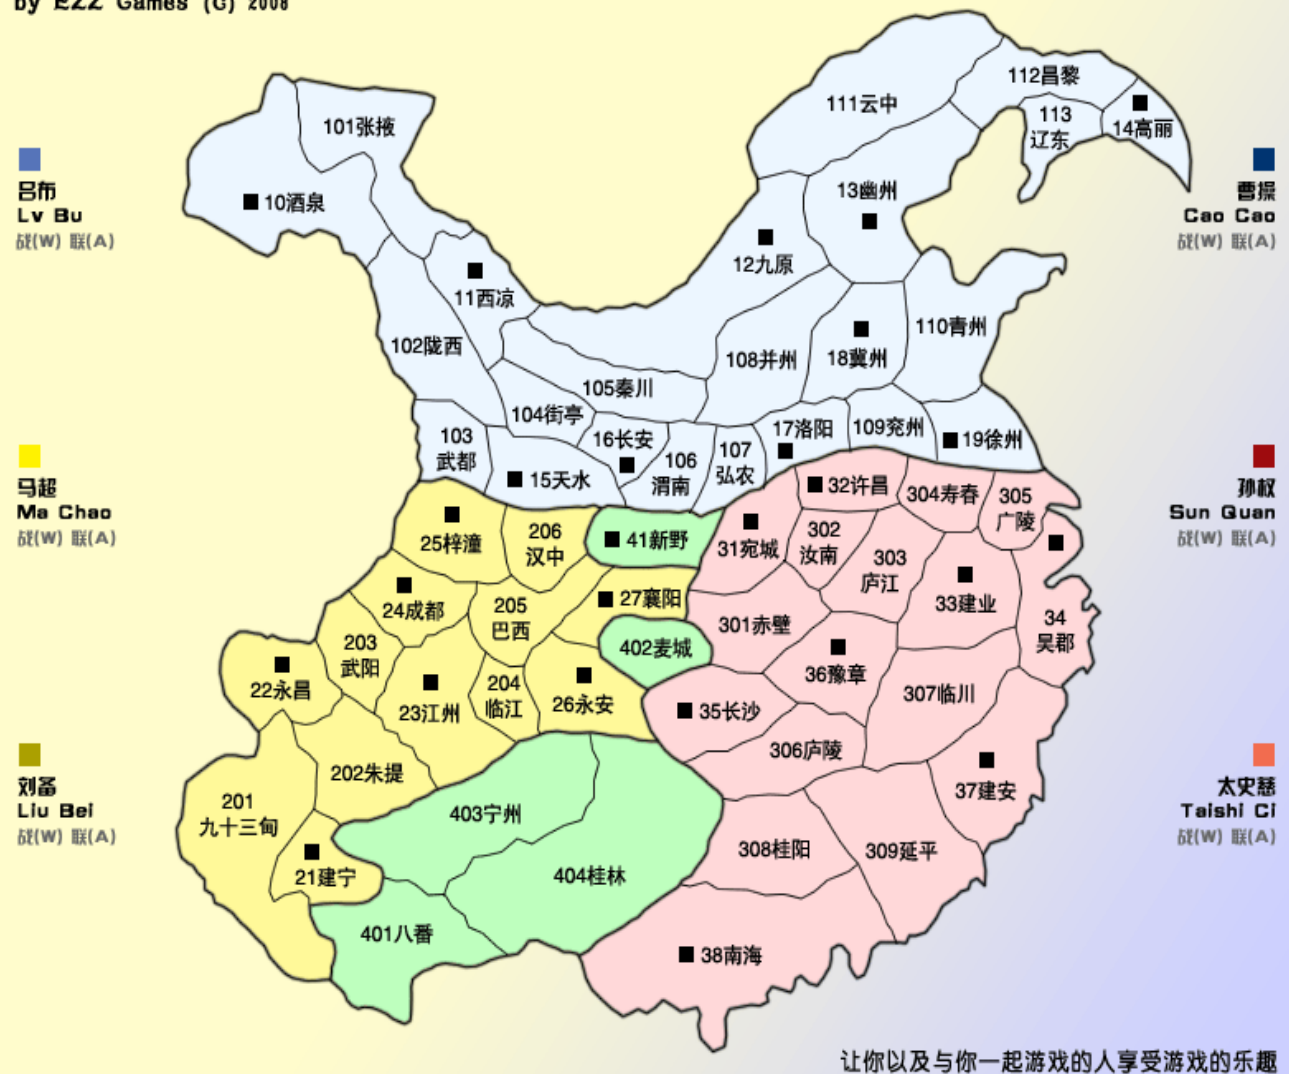 by EZZ Games (G) 2008
111云中
112昌黎
113
辽东
14高丽
101张掖
10酒泉
13幽州
12九原
11西凉
102陇西
110青州
18冀州
108并州
105秦川
104街亭
103
武都
16长安
15天水
106
渭南
107
弘农
17洛阳
109兖州
19徐州
吕布
Lv Bu
战(W) 联(A)
曹操
Cao Cao
战(W) 联(A)
马超
Ma Chao
战(W) 联(A)
孙权
Sun Quan
战(W) 联(A)
刘备
Liu Bei
战(W) 联(A)
太史慈
Taishi Ci
战(W) 联(A)
25梓潼
206
汉中
41新野
31宛城
32许昌
304寿春
305
广陵
302
汝南
303
庐江
33建业
34
吴郡
24成都
205
巴西
27襄阳
301赤壁
402麦城
203
武阳
22永昌
23江州
204
临江
26永安
36豫章
35长沙
307临川
306庐陵
202朱提
201
九十三甸
21建宁
403宁州
404桂林
401八番
37建安
308桂阳
309延平
38南海
让你以及与你一起游戏的人享受游戏的乐趣